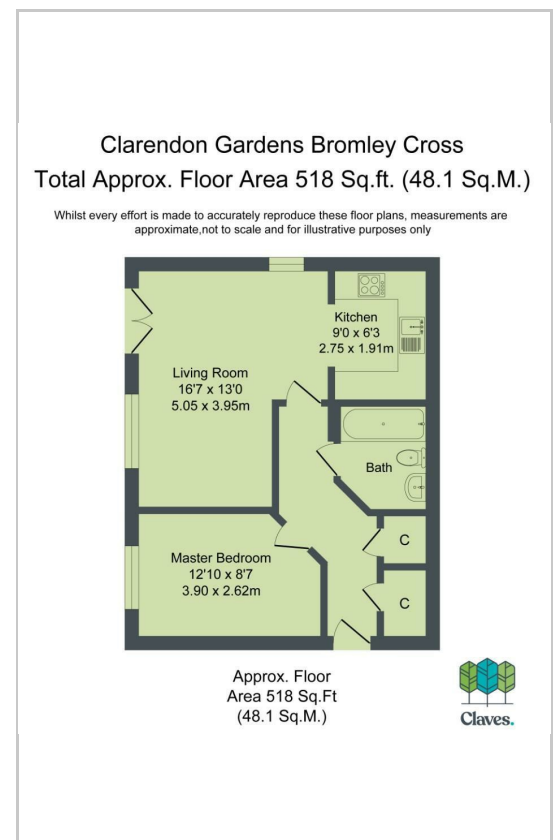 Clarendon Gardens Bromley Cross
Total Approx. Floor Area 518 Sq.ft. (48.1 Sq.M.)
Whilst every effort is made to accurately reproduce these floor plans, measurements are
approximate,not to scale and for illustrative purposes only
Kitchen
9'0 x 6'3
2.75 x 1.91m
Living Room
16'7 x 13'0
5.05 x 3.95m
Bath
C
Master Bedroom
12'10 x 8'7
3.90 x 2.62m
C
Approx. Floor
Area 518 Sq.Ft
(48.1 Sq.M.)
Claves.